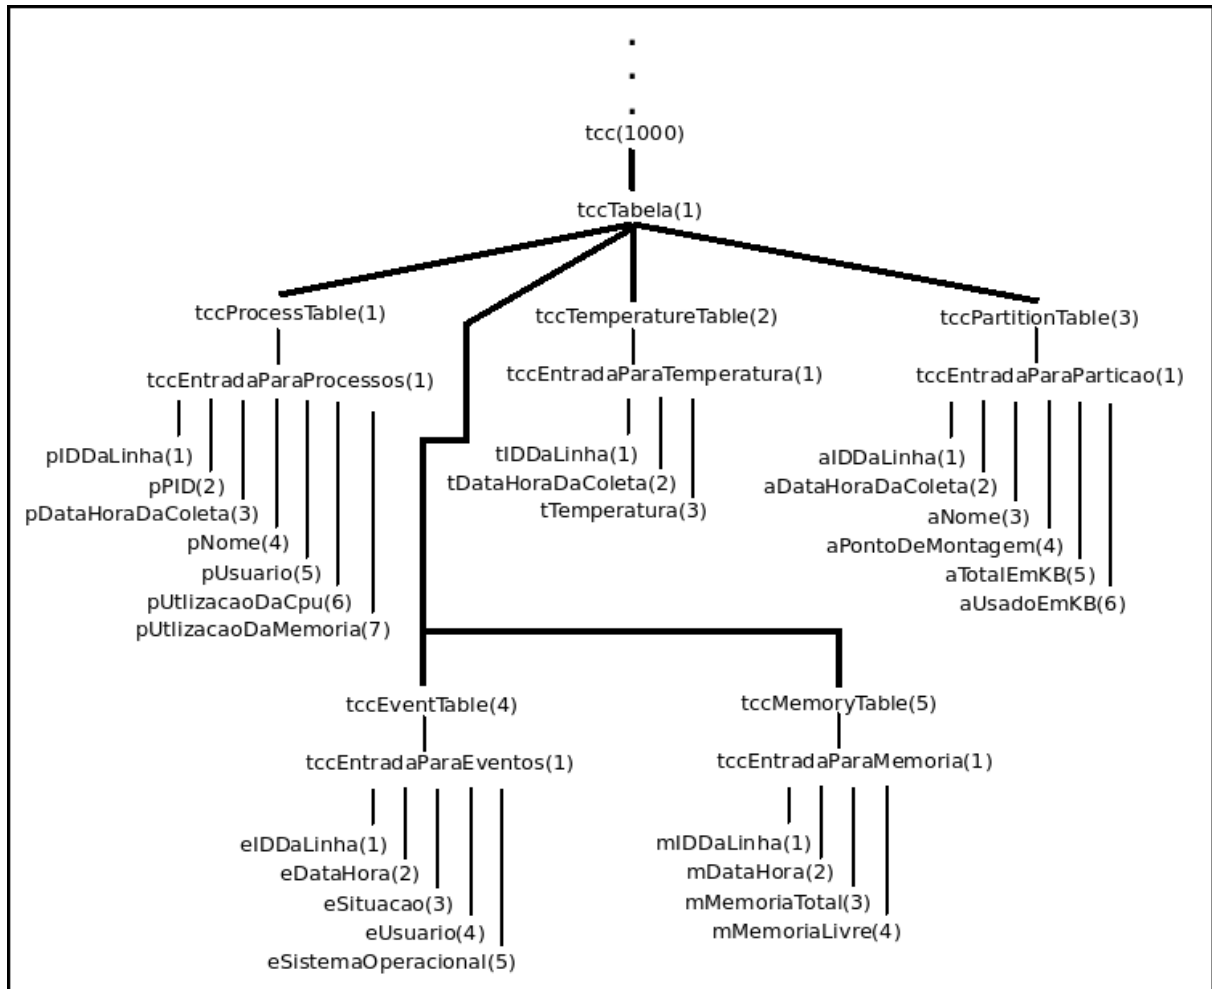 tcc(1000)
tccTabela(1)
tccProcessTable(1)
tccEntradaParaProcessos(1)
pIDDaLinha(1)
pPID(2)
pDataHoraDaColeta(3)
pNome(4)
pUsuario(5)
pUtlizacaoDaCpu(6)
pUtlizacaoDaMemoria(7)
tccTemperatureTable(2)
tccEntradaParaTemperatura(1)
tIDDaLinha(1)
tDataHoraDaColeta(2)
tTemperatura(3)
tccPartitionTable(3)
tccEntradaParaParticao(1)
aIDDaLinha(1)
aDataHoraDaColeta(2)
aNome(3)
aPontoDeMontagem(4)
aTotalEmKB(5)
aUsadoEmKB(6)
tccEventTable(4)
tccEntradaParaEventos(1)
eIDDaLinha(1)
eDataHora(2)
eSituacao(3)
eUsuario(4)
eSistemaOperacional(5)
tccMemoryTable(5)
tccEntradaParaMemoria(1)
mIDDaLinha(1)
mDataHora(2)
mMemoriaTotal(3)
mMemoriaLivre(4)